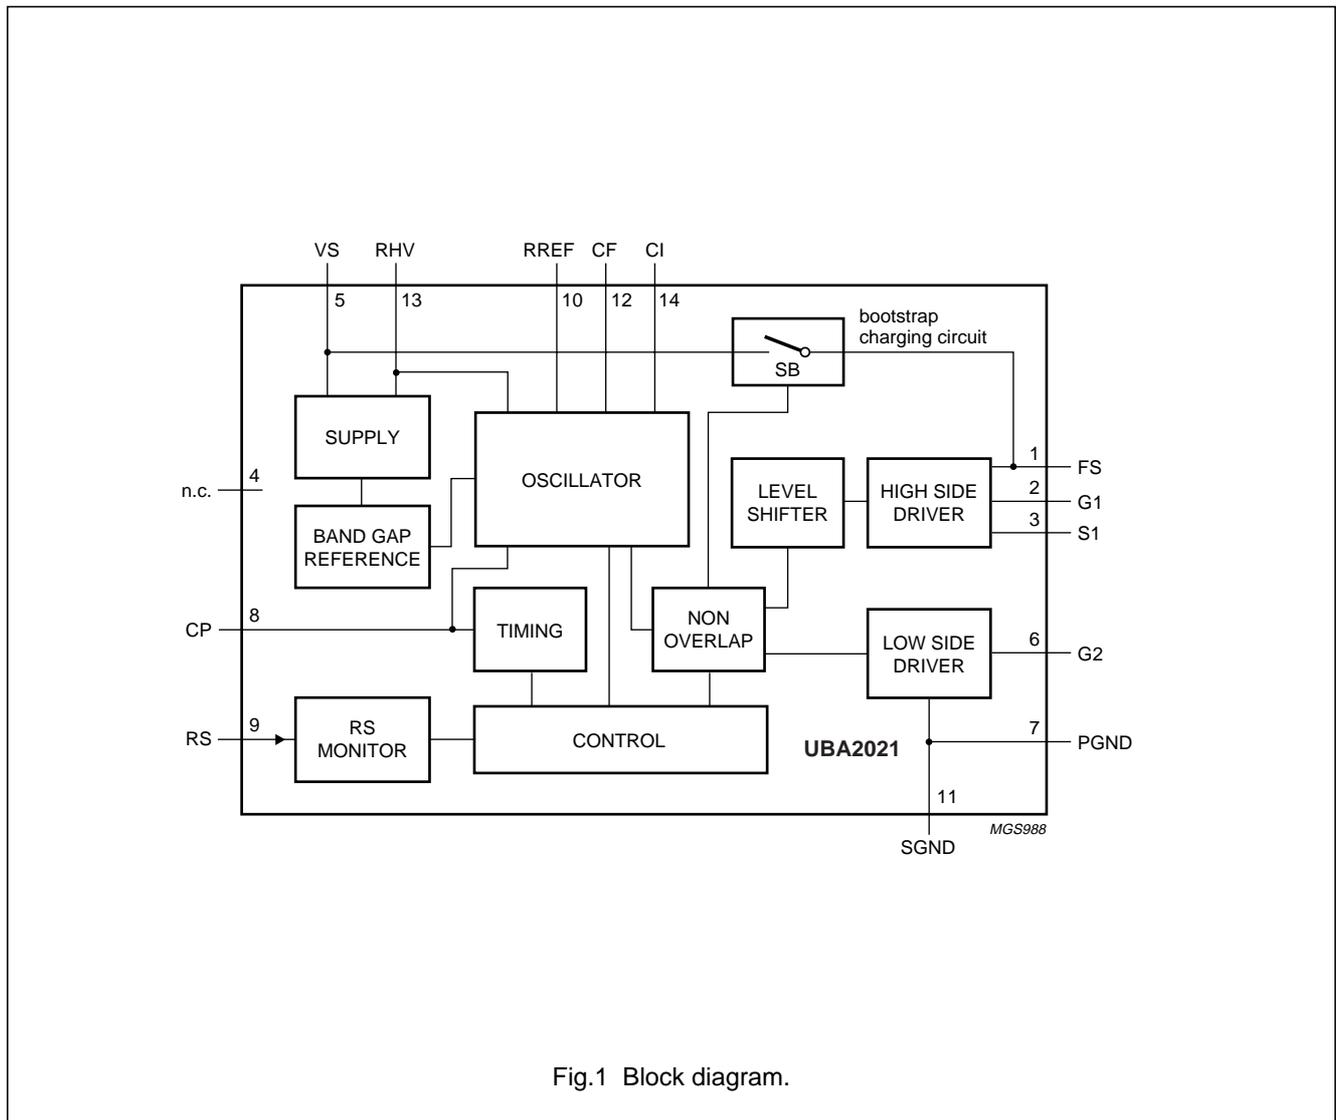 VS RHV RREF CF CI
5 13 10 12 14
bootstrap
charging circuit
SB
SUPPLY
OSCILLATOR
1
FS
4
n.c.
LEVEL
SHIFTER
HIGH SIDE
DRIVER
2
G1
3
S1
BAND GAP
REFERENCE
8
CP
TIMING
NON
OVERLAP
LOW SIDE
DRIVER
6
G2
9
RS
RS
MONITOR
CONTROL
UBA2021
7
PGND
11
MGS988
SGND
Fig.1 Block diagram.